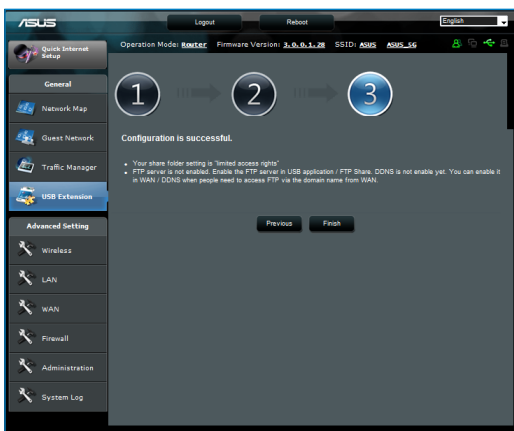 ASUS
Logout
Reboot
English
Quick Internet
Setup
Operation Mode: Router Firmware Version: 3.0.0.1.28 SSID: ASUS ASUS_5G
General
Network Map
Guest Network
Traffic Manager
USB Extension
Advanced Setting
Wireless
LAN
WAN
Firewall
Administration
System Log
1
2
3
Configuration is successful.
Your share folder setting is "limited access rights"
FTP server is not enabled. Enable the FTP server in USB application / FTP Share. DDNS is not enable yet. You can enable it
in WAN / DDNS when people need to access FTP via the domain name from WAN.
Previous
Finish